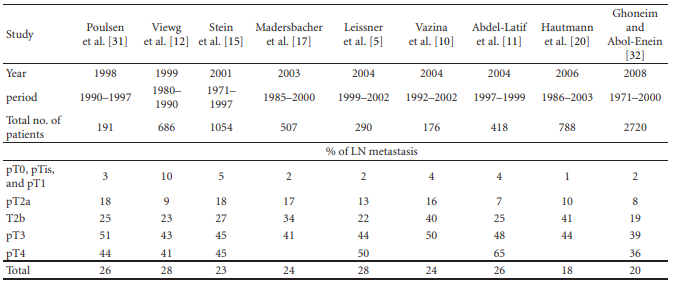 Study Poulsen et al. [31] Viewg et al. [12] Stein et al. [15] Madersbacher et al. [17] Leissner et al. [5] Vazina et al. [10] Abdel-Latif et al. [11] Hautmann et al. [20] Ghoneim and Abol-Enein [32]
Year 1998 1999 2001 2003 2004 2004 2004 2006 2008
period 1990–1997 1980–1990 1971–1997 1985–2000 1999–2002 1992–2002 1997–1999 1986–2003 1971–2000
Total no. of patients 191 686 1054 507 290 176 418 788 2720
% of LN metastasis
pT0, pTis, and pT1 3 10 5 2 2 4 4 1 2
pT2a 18 9 18 17 13 16 7 10 8
T2b 25 23 27 34 22 40 25 41 19
pT3 51 43 45 41 44 50 48 44 39
pT4 44 41 45 50 65 36
Total 26 28 23 24 28 24 26 18 20